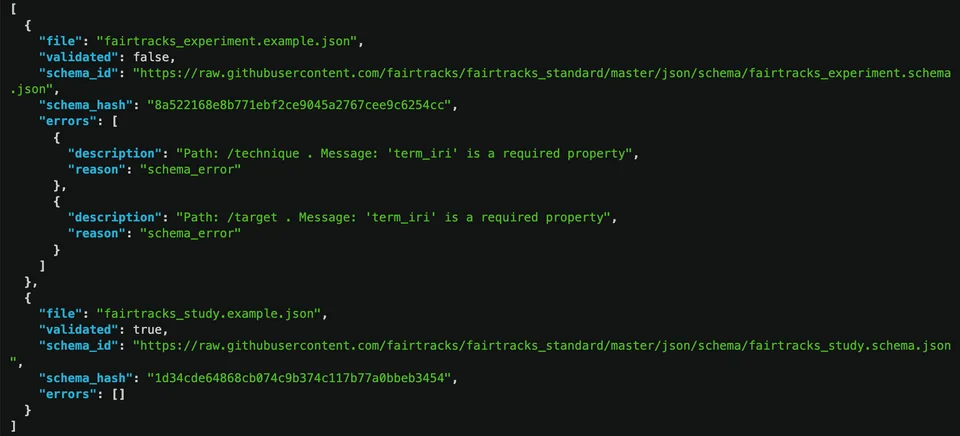 [
  {
    "file": "fairtracks_experiment.example.json",
    "validated": false,
    "schema_id": "https://raw.githubusercontent.com/fairtracks/fairtracks_standard/master/json/schema/fairtracks_experiment.schema
.json",
    "schema_hash": "8a522168e8b771ebf2ce9045a2767cee9c6254cc",
    "errors": [
      {
        "description": "Path: /technique . Message: 'term_iri' is a required property",
        "reason": "schema_error"
      },
      {
        "description": "Path: /target . Message: 'term_iri' is a required property",
        "reason": "schema_error"
      }
    ]
  },
  {
    "file": "fairtracks_study.example.json",
    "validated": true,
    "schema_id": "https://raw.githubusercontent.com/fairtracks/fairtracks_standard/master/json/schema/fairtracks_study.schema.json
",
    "schema_hash": "1d34cde64868cb074c9b374c117b77a0bbeb3454",
    "errors": []
  }
]